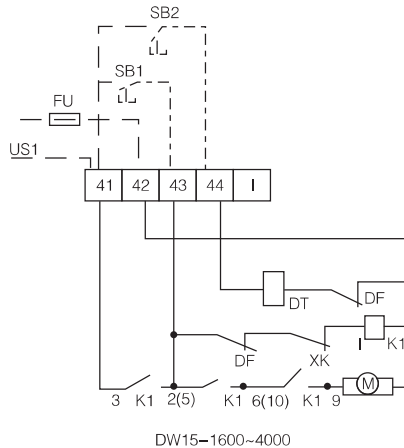 SB2
SB1
FU
US1
41 42 43 44 I
DT DF
DF XK I K1
3 K1 2(5) K1 6(10) K1 9 M
DW15-1600~4000